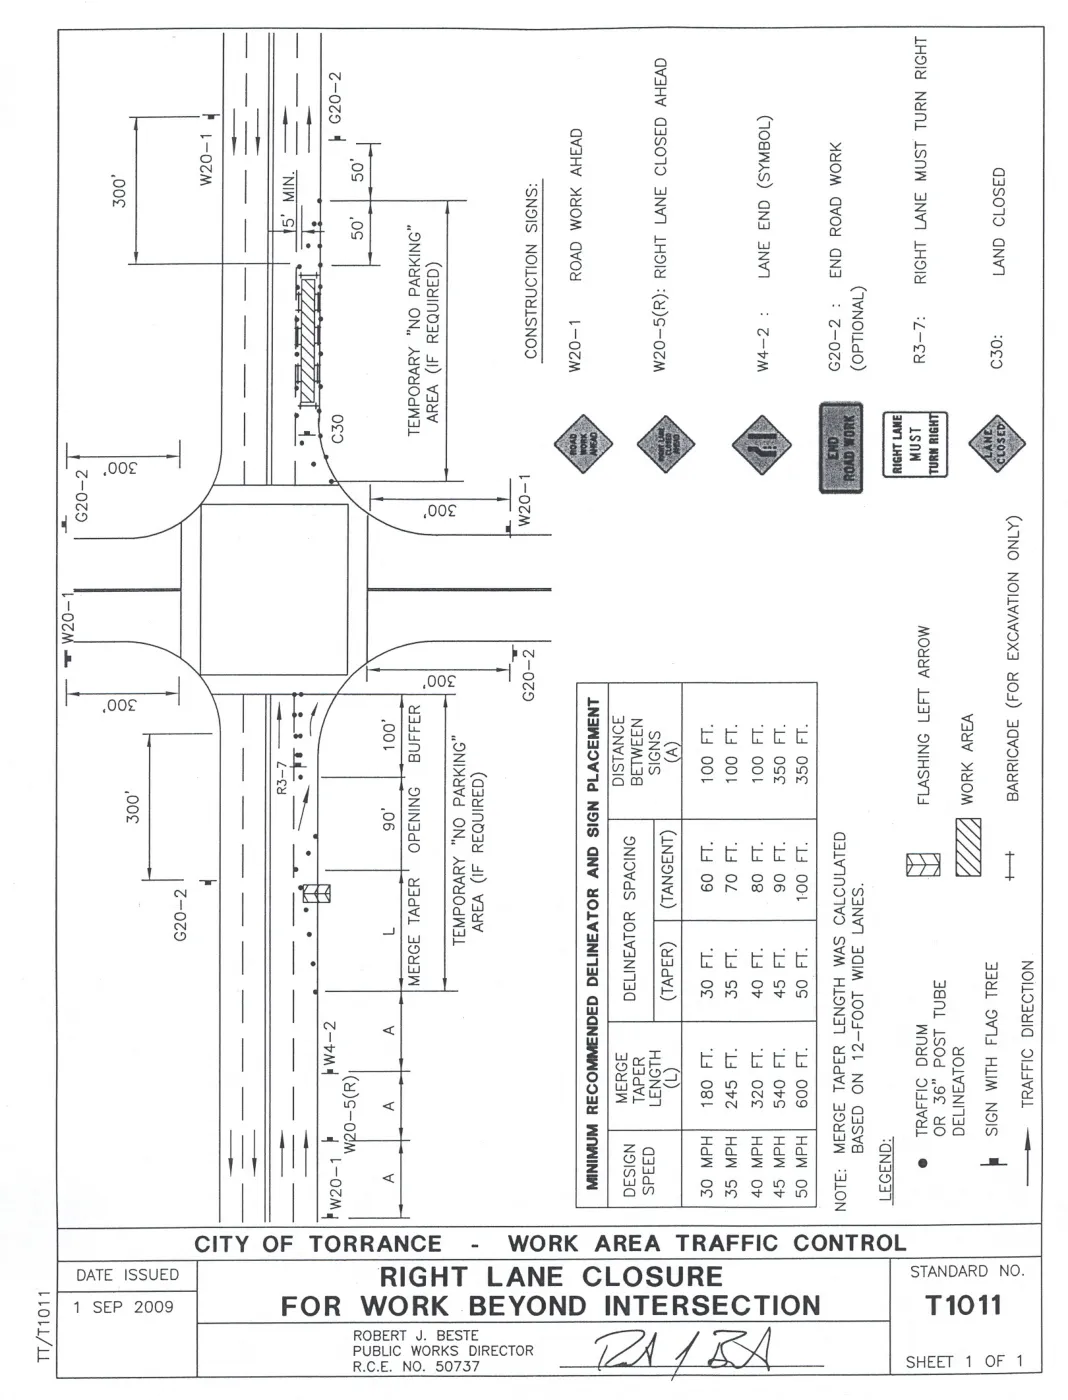 TT/T1011
300'
W20-1
G20-2
15' MIN.
50'
50'
TEMPORARY "NO PARKING"
AREA (IF REQUIRED)
C30
300'
G20-2
300'
W20-1
W20-1
300'
300'
G20-2
300'
G20-2
R3-7
100'
BUFFER
90'
OPENING
L
MERGE TAPER
TEMPORARY "NO PARKING"
AREA (IF REQUIRED)
W4-2
A
W20-5(R)
A
W20-1
A
CONSTRUCTION SIGNS:
ROAD
WORK
AHEAD
W20-1 ROAD WORK AHEAD
RIGHT LANE
CLOSED
AHEAD
W20-5(R): RIGHT LANE CLOSED AHEAD
W4-2 : LANE END (SYMBOL)
END
ROAD WORK
G20-2 : END ROAD WORK
(OPTIONAL)
RIGHT LANE
MUST
TURN RIGHT
R3-7: RIGHT LANE MUST TURN RIGHT
LANE
CLOSED
C30: LAND CLOSED
MINIMUM RECOMMENDED DELINEATOR AND SIGN PLACEMENT
DESIGN SPEED MERGE TAPER LENGTH (L) DELINEATOR SPACING DISTANCE BETWEEN SIGNS (A)
(TAPER) (TANGENT)
30 MPH 180 FT. 30 FT. 60 FT. 100 FT.
35 MPH 245 FT. 35 FT. 70 FT. 100 FT.
40 MPH 320 FT. 40 FT. 80 FT. 100 FT.
45 MPH 540 FT. 45 FT. 90 FT. 350 FT.
50 MPH 600 FT. 50 FT. 100 FT. 350 FT.
NOTE: MERGE TAPER LENGTH WAS CALCULATED
BASED ON 12-FOOT WIDE LANES.
LEGEND:
TRAFFIC DRUM
OR 36" POST TUBE
DELINEATOR
SIGN WITH FLAG TREE
TRAFFIC DIRECTION
FLASHING LEFT ARROW
WORK AREA
BARRICADE (FOR EXCAVATION ONLY)
CITY OF TORRANCE - WORK AREA TRAFFIC CONTROL
DATE ISSUED
1 SEP 2009
RIGHT LANE CLOSURE
FOR WORK BEYOND INTERSECTION
ROBERT J. BESTE
PUBLIC WORKS DIRECTOR
R.C.E. NO. 50737
STANDARD NO.
T1011
SHEET 1 OF 1